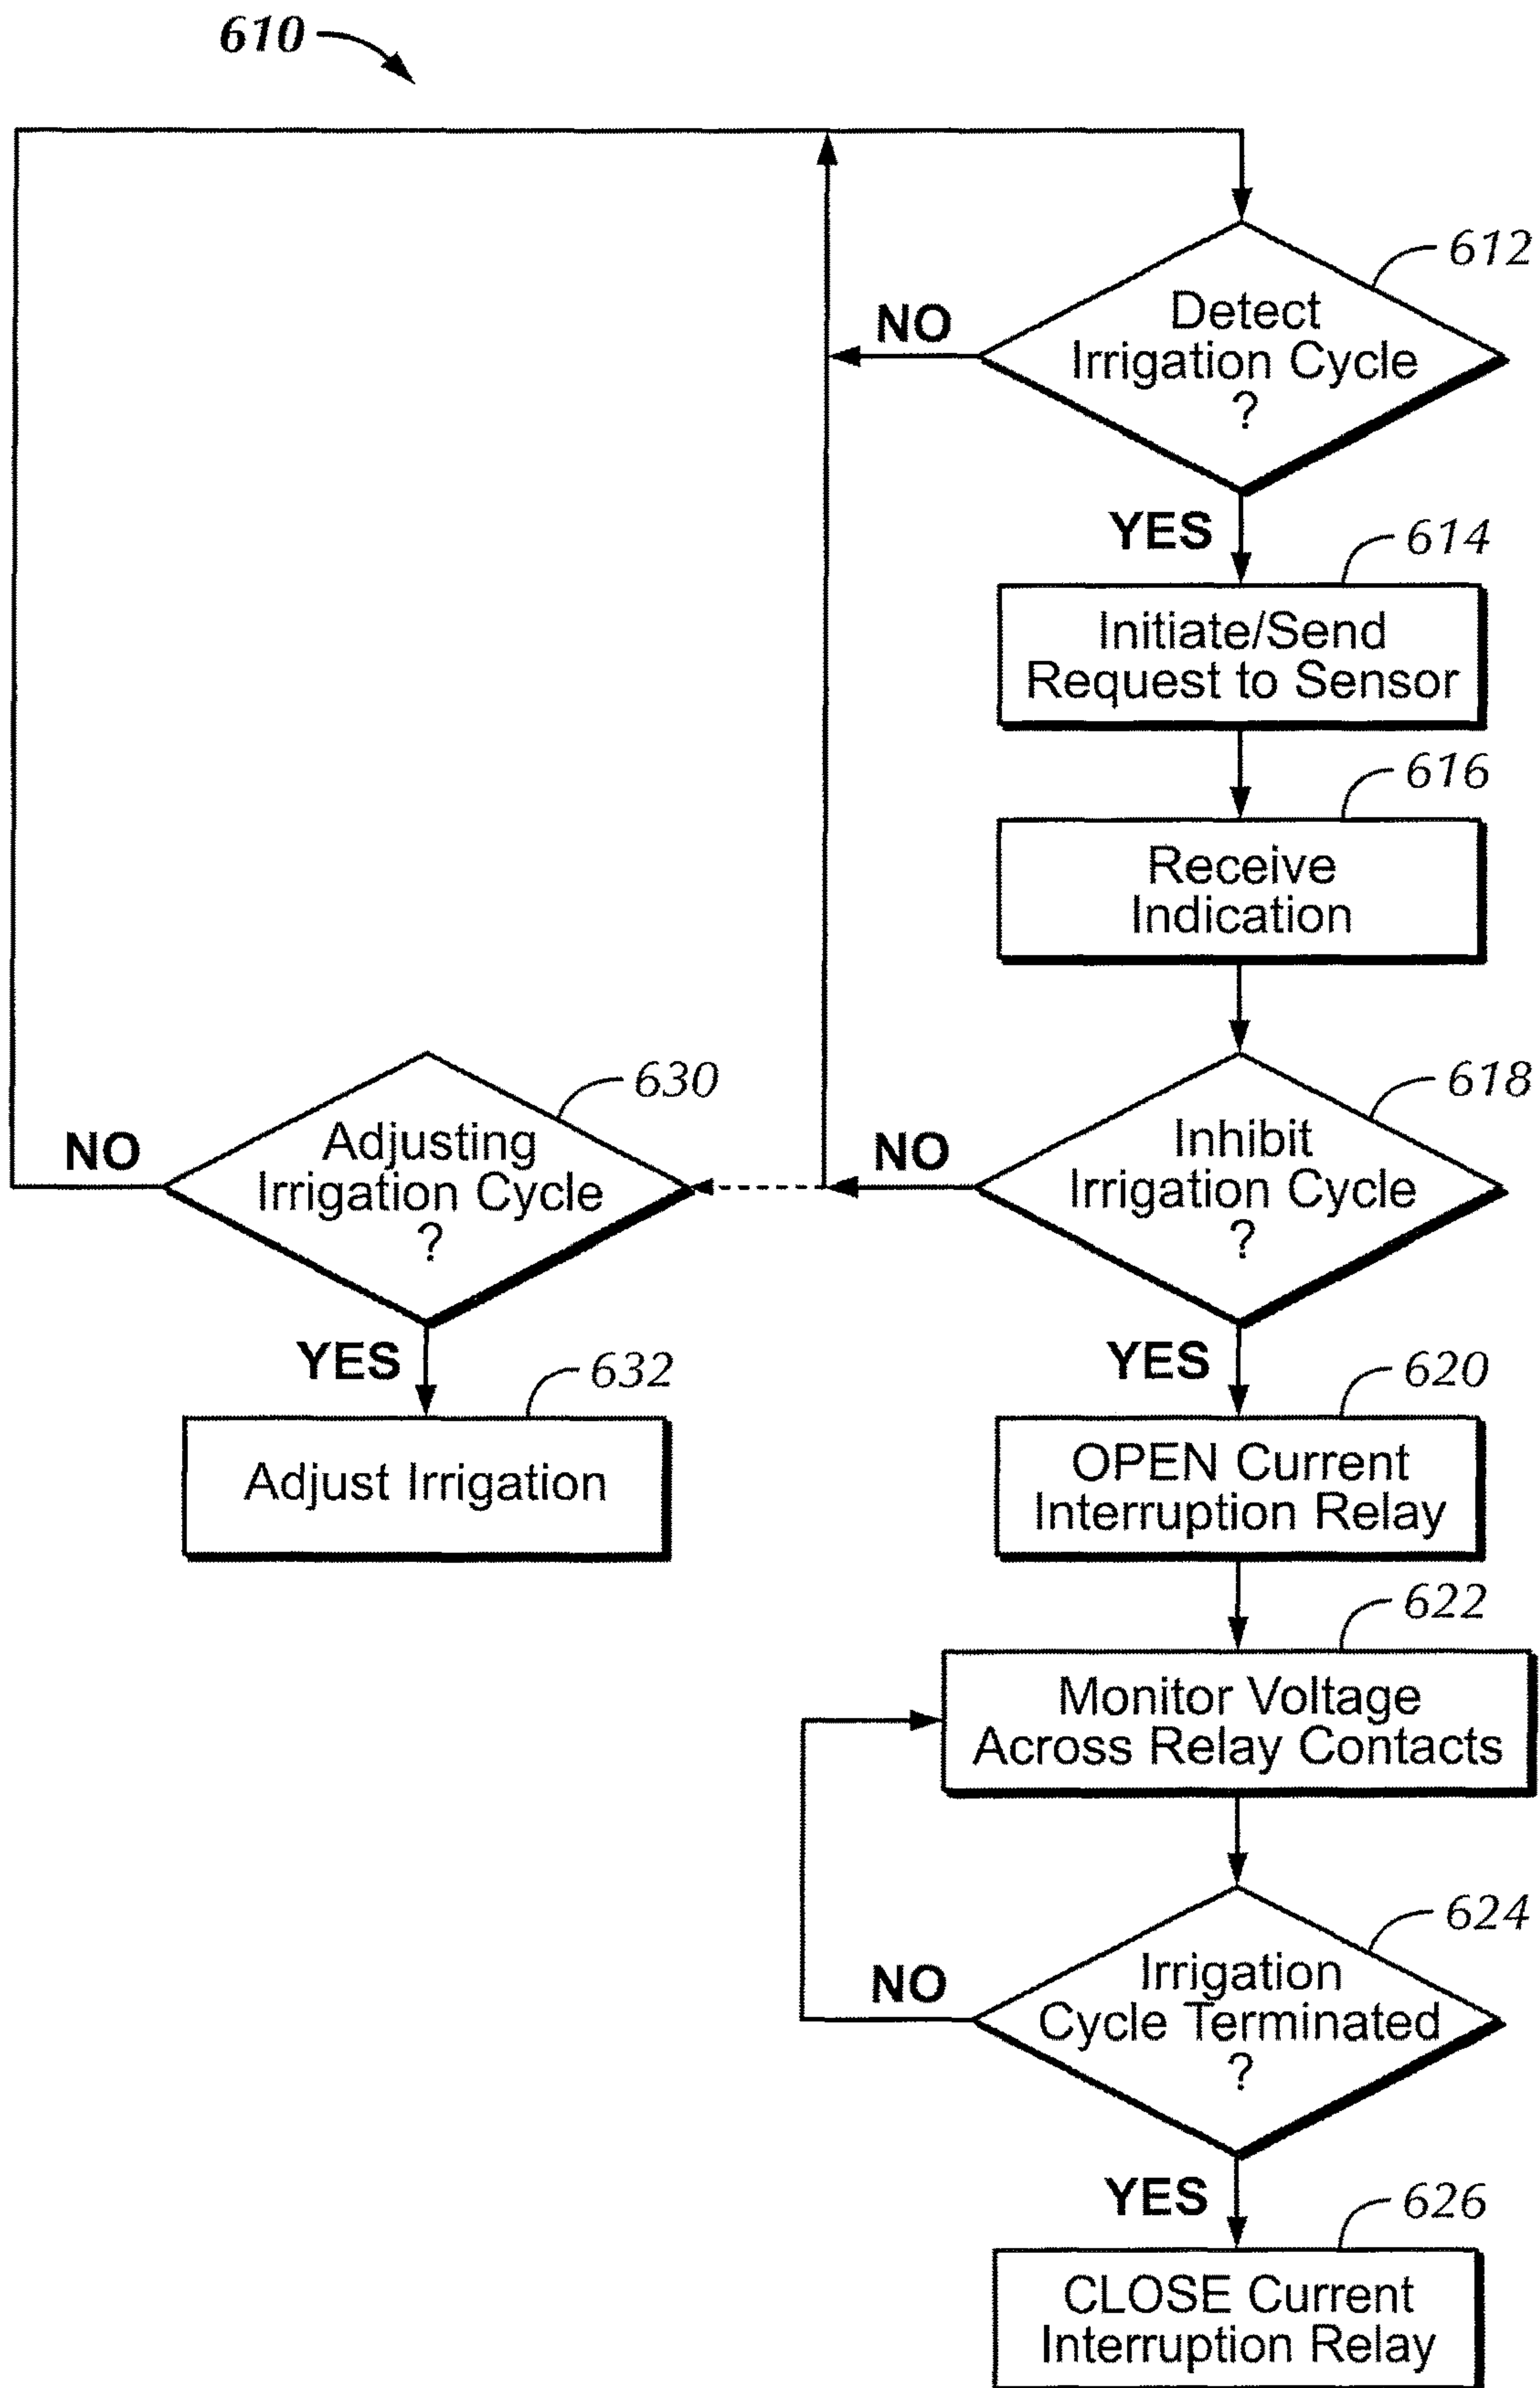 610
612
Detect
Irrigation Cycle
?
NO
YES
614
Initiate/Send
Request to Sensor
616
Receive
Indication
630
Adjusting
Irrigation Cycle
?
NO
618
Inhibit
Irrigation Cycle
?
NO
YES
632
Adjust Irrigation
YES
620
OPEN Current
Interruption Relay
622
Monitor Voltage
Across Relay Contacts
624
Irrigation
Cycle Terminated
?
NO
YES
626
CLOSE Current
Interruption Relay